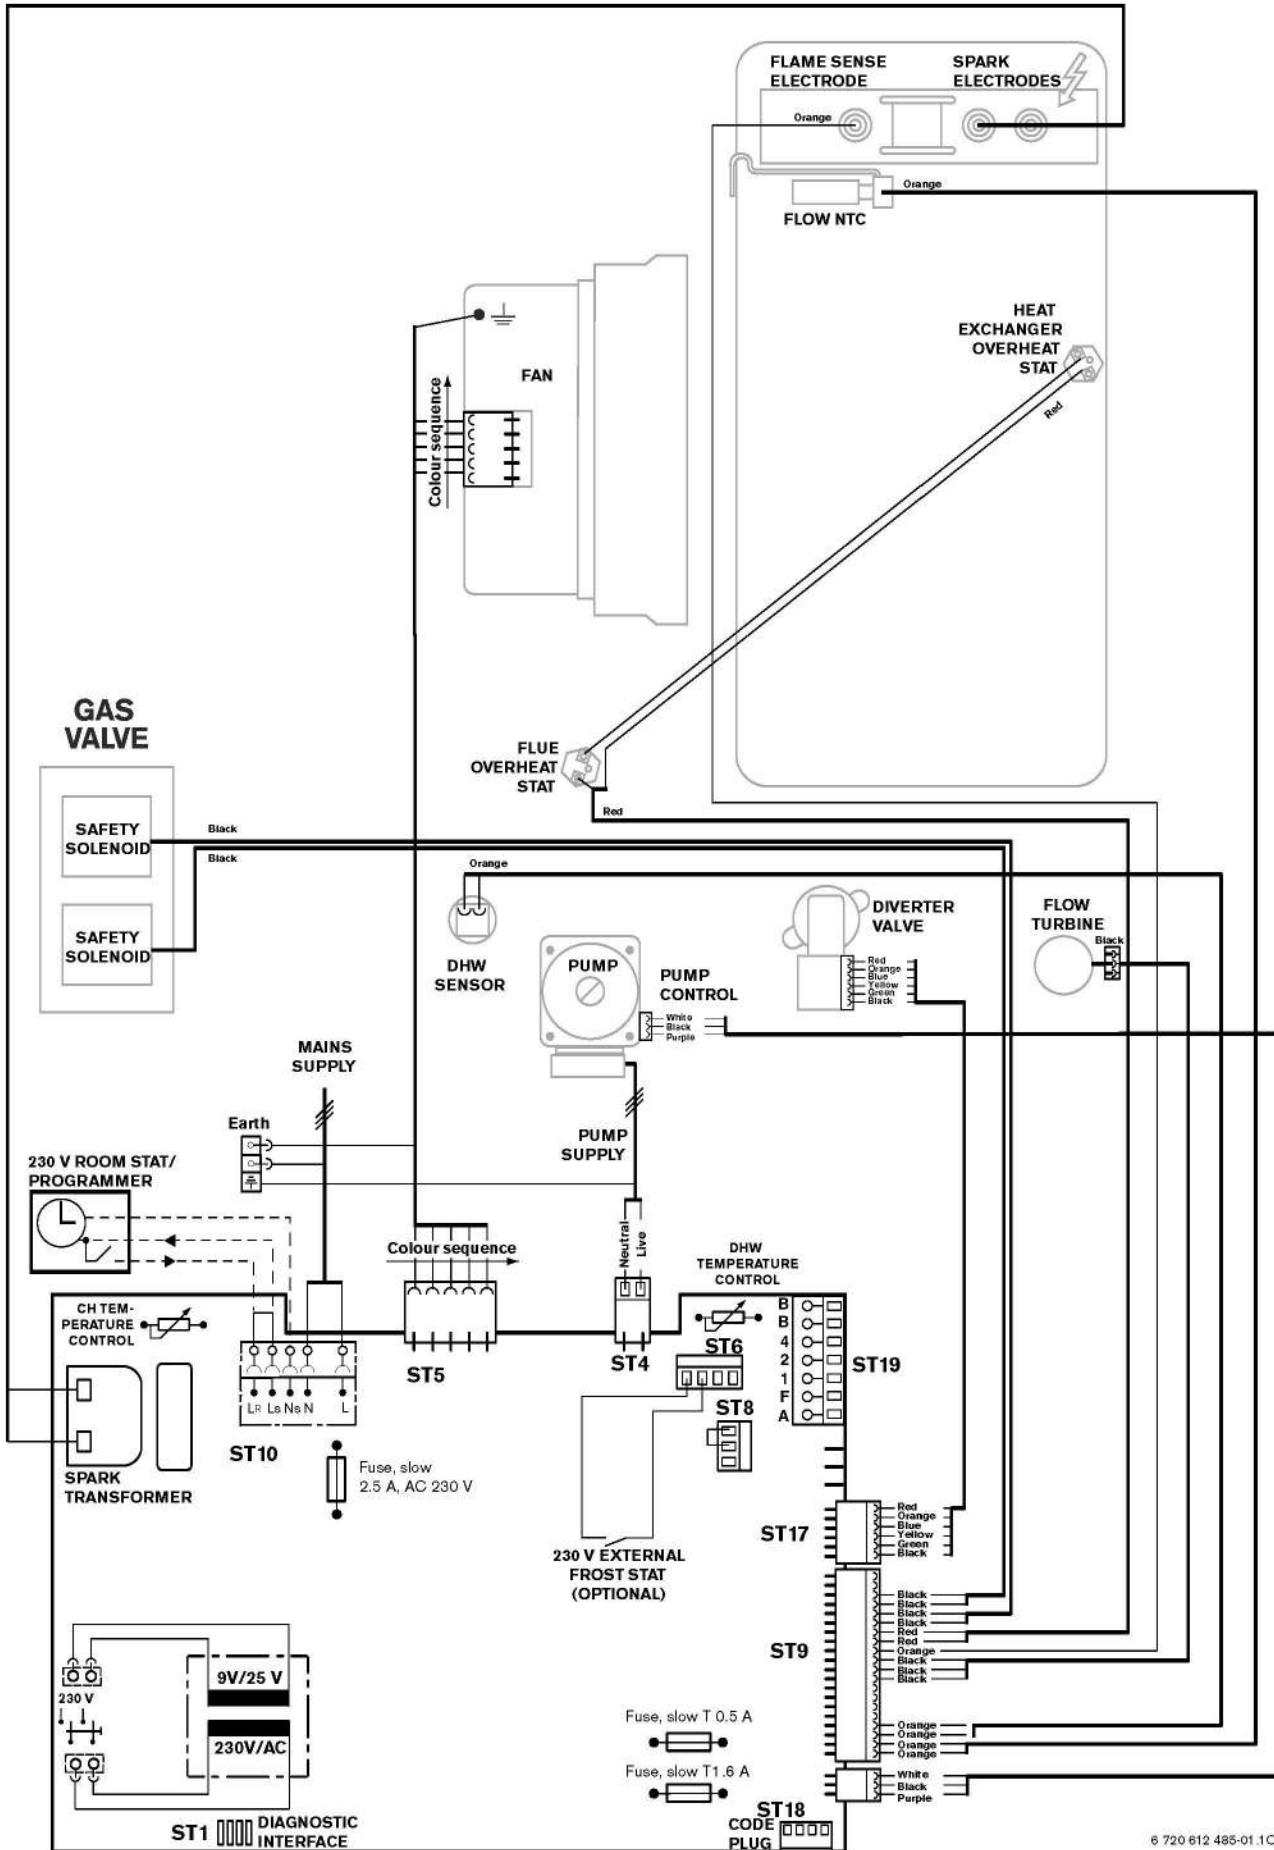 FLAME SENSE
ELECTRODE
SPARK
ELECTRODES
Orange
Orange
FLOW NTC
HEAT
EXCHANGER
OVERHEAT
STAT
Red
FAN
Colour sequence
GAS
VALVE
FLUE
OVERHEAT
STAT
Red
SAFETY
SOLENOID
Black
Black
SAFETY
SOLENOID
Orange
DHW
SENSOR
PUMP
PUMP
CONTROL
White
Black
Purple
DIVERTER
VALVE
Red
Orange
Blue
Yellow
Green
Black
FLOW
TURBINE
Black
MAINS
SUPPLY
Earth
PUMP
SUPPLY
230 V ROOM STAT/
PROGRAMMER
Neutral
Live
Colour sequence
DHW
TEMPERATURE
CONTROL
CH TEM-
PERATURE
CONTROL
ST5
ST4
ST6
B
B
4
2
1
F
A
ST19
LR Ls Ns N L
ST8
ST10
SPARK
TRANSFORMER
Fuse, slow
2.5 A, AC 230 V
230 V EXTERNAL
FROST STAT
(OPTIONAL)
ST17
Red
Orange
Blue
Yellow
Green
Black
ST9
Black
Black
Black
Black
Red
Red
Orange
Black
Black
Black
Orange
Orange
Orange
Orange
9V/25 V
230 V
230V/AC
Fuse, slow T 0.5 A
Fuse, slow T1.6 A
White
Black
Purple
ST18
CODE
PLUG
ST1
DIAGNOSTIC
INTERFACE
6 720 612 485-01.1O